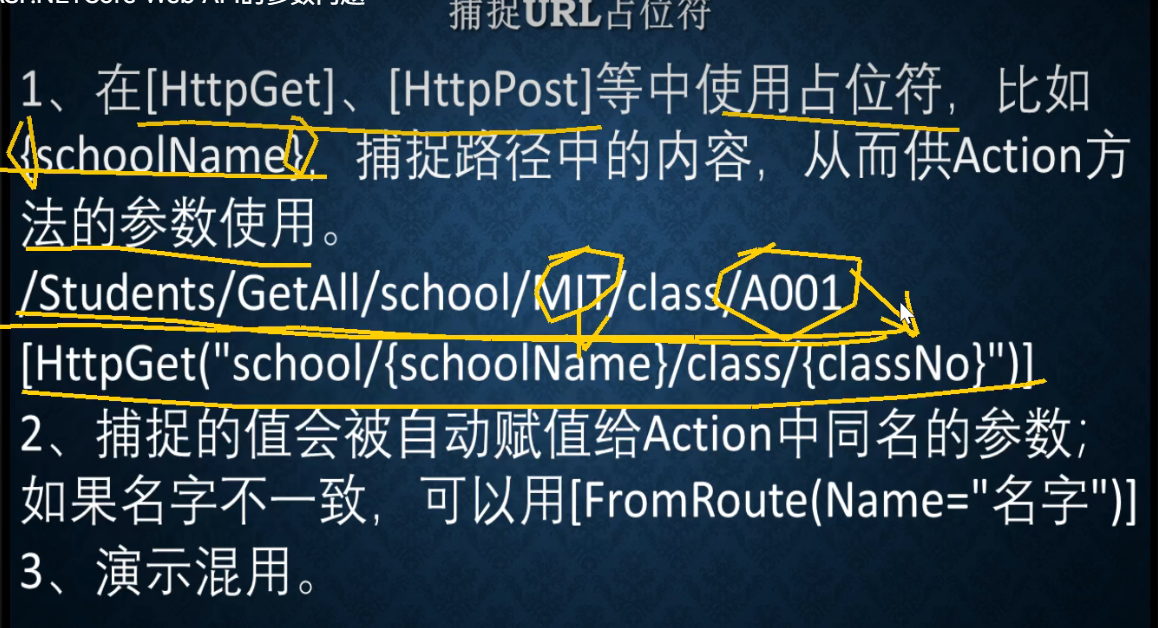 ASP.NET Core Web API的参数问题
捕捉URL占位符
1、在[HttpGet]、[HttpPost]等中使用占位符，比如
{schoolName}，捕捉路径中的内容，从而供Action方
法的参数使用。
/Students/GetAll/school/MIT/class/A001
[HttpGet("school/{schoolName}/class/{classNo}")]
2、捕捉的值会被自动赋值给Action中同名的参数；
如果名字不一致，可以用[FromRoute(Name="名字")]
3、演示混用。